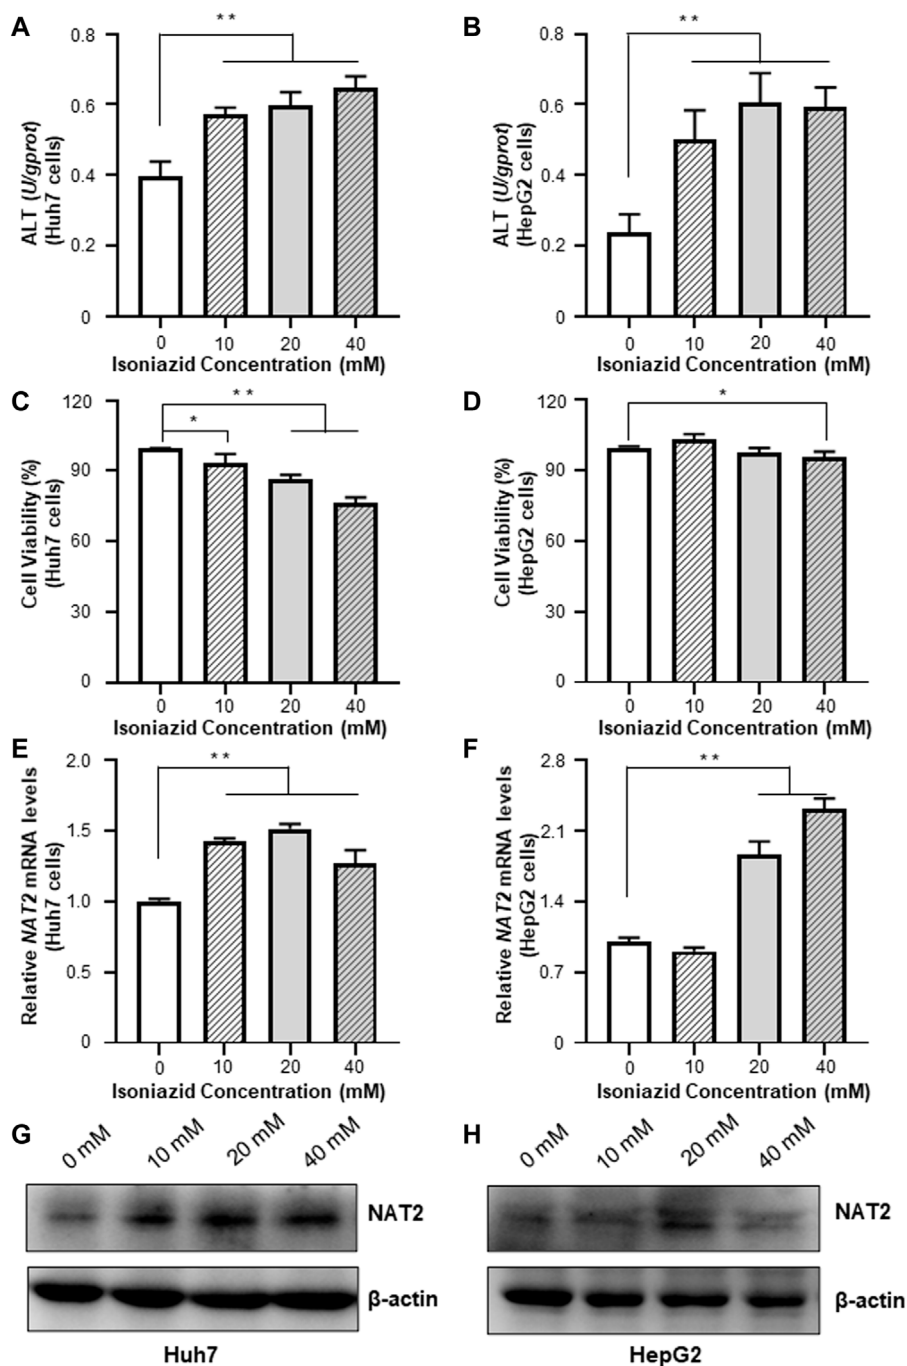 A
ALT (U/gprot)
(Huh7 cells)
0.8
0.6
0.4
0.2
0
**
0 10 20 40
Isoniazid Concentration (mM)
B
ALT (U/gprot)
(HepG2 cells)
0.8
0.6
0.4
0.2
0
**
0 10 20 40
Isoniazid Concentration (mM)
C
Cell Viability (%)
(Huh7 cells)
120
90
60
30
0
**
*
0 10 20 40
Isoniazid Concentration (mM)
D
Cell Viability (%)
(HepG2 cells)
120
90
60
30
0
*
0 10 20 40
Isoniazid Concentration (mM)
E
Relative NAT2 mRNA levels
(Huh7 cells)
2.0
1.5
1.0
0.5
0
**
0 10 20 40
Isoniazid Concentration (mM)
F
Relative NAT2 mRNA levels
(HepG2 cells)
2.8
2.1
1.4
0.7
0
**
0 10 20 40
Isoniazid Concentration (mM)
G
0 mM 10 mM 20 mM 40 mM
NAT2
β-actin
Huh7
H
0 mM 10 mM 20 mM 40 mM
NAT2
β-actin
HepG2